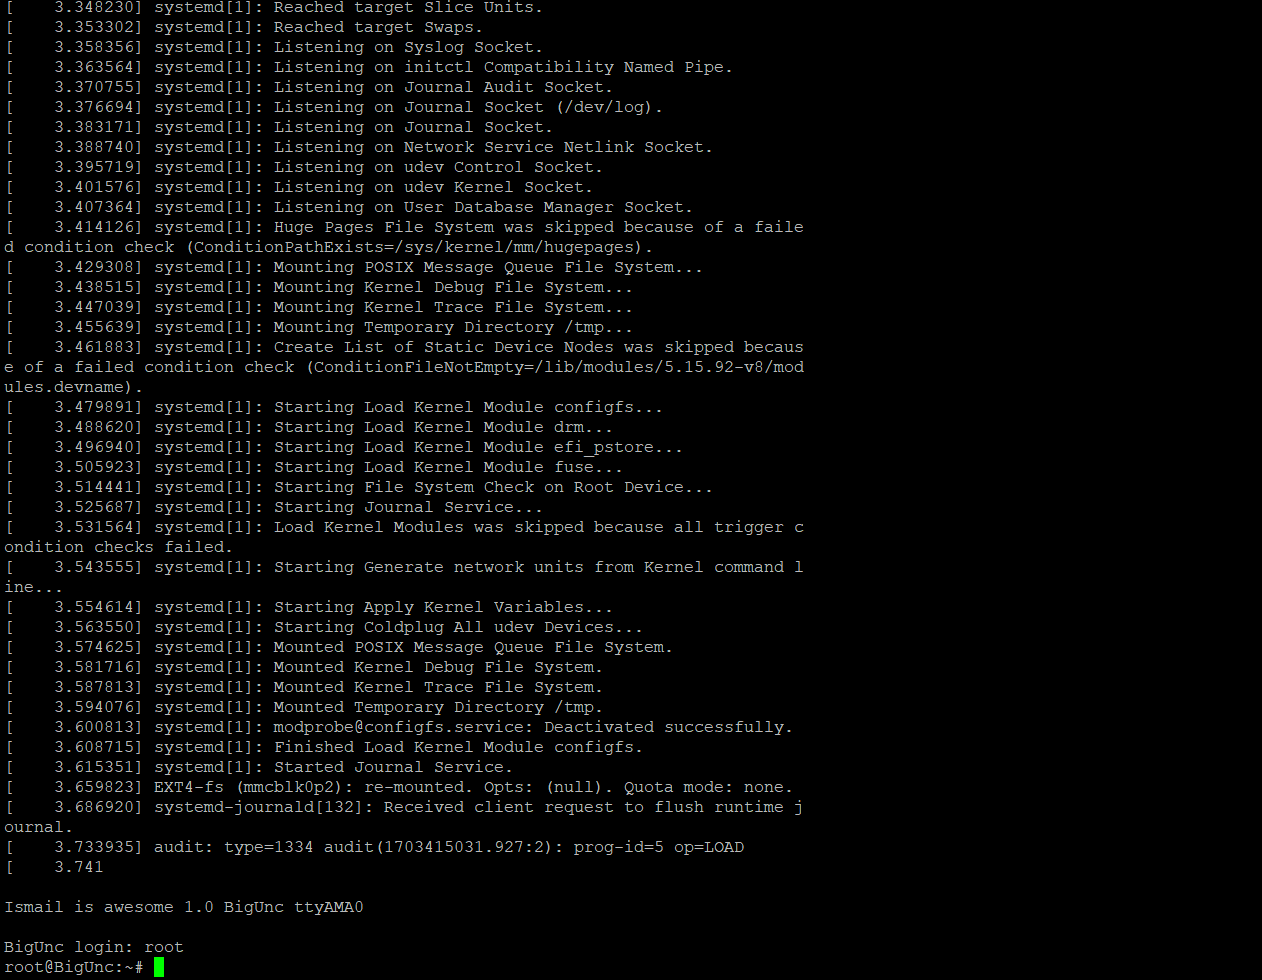 [    3.348230] systemd[1]: Reached target Slice Units.
[    3.353302] systemd[1]: Reached target Swaps.
[    3.358356] systemd[1]: Listening on Syslog Socket.
[    3.363564] systemd[1]: Listening on initctl Compatibility Named Pipe.
[    3.370755] systemd[1]: Listening on Journal Audit Socket.
[    3.376694] systemd[1]: Listening on Journal Socket (/dev/log).
[    3.383171] systemd[1]: Listening on Journal Socket.
[    3.388740] systemd[1]: Listening on Network Service Netlink Socket.
[    3.395719] systemd[1]: Listening on udev Control Socket.
[    3.401576] systemd[1]: Listening on udev Kernel Socket.
[    3.407364] systemd[1]: Listening on User Database Manager Socket.
[    3.414126] systemd[1]: Huge Pages File System was skipped because of a faile
d condition check (ConditionPathExists=/sys/kernel/mm/hugepages).
[    3.429308] systemd[1]: Mounting POSIX Message Queue File System...
[    3.438515] systemd[1]: Mounting Kernel Debug File System...
[    3.447039] systemd[1]: Mounting Kernel Trace File System...
[    3.455639] systemd[1]: Mounting Temporary Directory /tmp...
[    3.461883] systemd[1]: Create List of Static Device Nodes was skipped becaus
e of a failed condition check (ConditionFileNotEmpty=/lib/modules/5.15.92-v8/mod
ules.devname).
[    3.479891] systemd[1]: Starting Load Kernel Module configfs...
[    3.488620] systemd[1]: Starting Load Kernel Module drm...
[    3.496940] systemd[1]: Starting Load Kernel Module efi_pstore...
[    3.505923] systemd[1]: Starting Load Kernel Module fuse...
[    3.514441] systemd[1]: Starting File System Check on Root Device...
[    3.525687] systemd[1]: Starting Journal Service...
[    3.531564] systemd[1]: Load Kernel Modules was skipped because all trigger c
ondition checks failed.
[    3.543555] systemd[1]: Starting Generate network units from Kernel command l
ine...
[    3.554614] systemd[1]: Starting Apply Kernel Variables...
[    3.563550] systemd[1]: Starting Coldplug All udev Devices...
[    3.574625] systemd[1]: Mounted POSIX Message Queue File System.
[    3.581716] systemd[1]: Mounted Kernel Debug File System.
[    3.587813] systemd[1]: Mounted Kernel Trace File System.
[    3.594076] systemd[1]: Mounted Temporary Directory /tmp.
[    3.600813] systemd[1]: modprobe@configfs.service: Deactivated successfully.
[    3.608715] systemd[1]: Finished Load Kernel Module configfs.
[    3.615351] systemd[1]: Started Journal Service.
[    3.659823] EXT4-fs (mmcblk0p2): re-mounted. Opts: (null). Quota mode: none.
[    3.686920] systemd-journald[132]: Received client request to flush runtime j
ournal.
[    3.733935] audit: type=1334 audit(1703415031.927:2): prog-id=5 op=LOAD
[    3.741
Ismail is awesome 1.0 BigUnc ttyAMA0
BigUnc login: root
root@BigUnc:~#